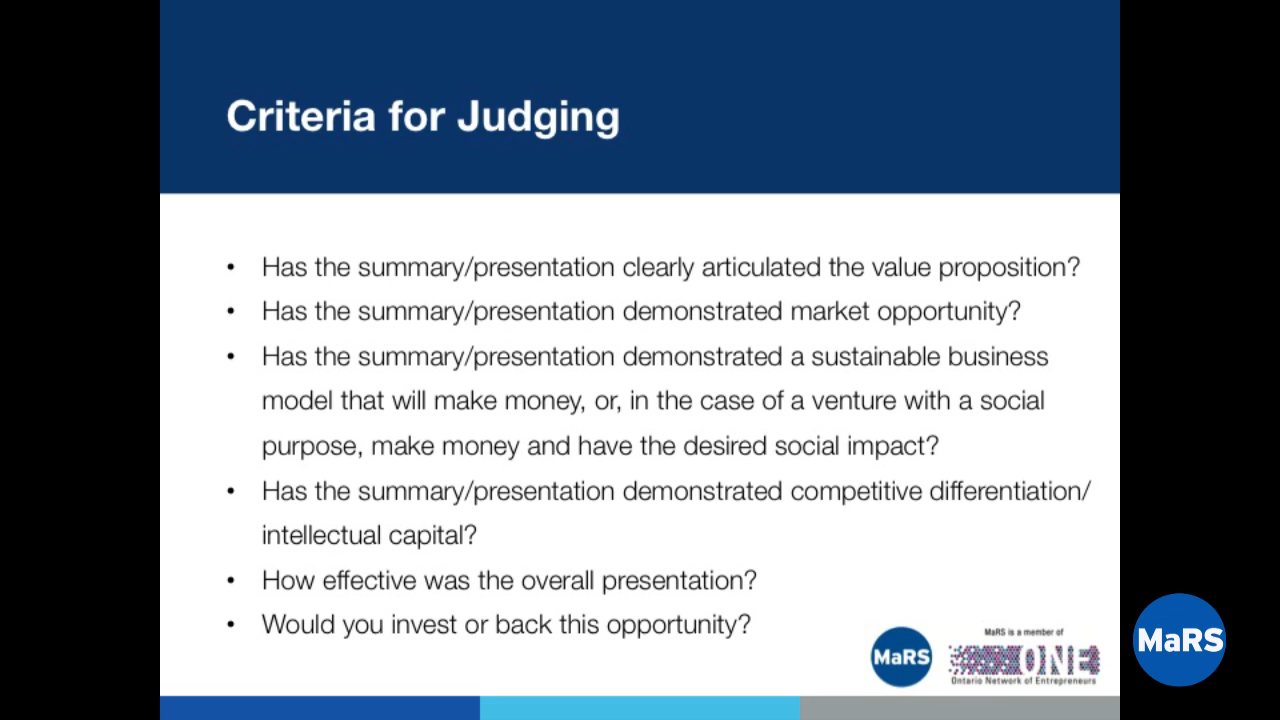 Criteria for Judging
• Has the summary/presentation clearly articulated the value proposition?
• Has the summary/presentation demonstrated market opportunity?
• Has the summary/presentation demonstrated a sustainable business
model that will make money, or, in the case of a venture with a social
purpose, make money and have the desired social impact?
• Has the summary/presentation demonstrated competitive differentiation/
intellectual capital?
• How effective was the overall presentation?
• Would you invest or back this opportunity?
MaRS
MaRS is a member of
ONE
Ontario Network of Entrepreneurs
MaRS